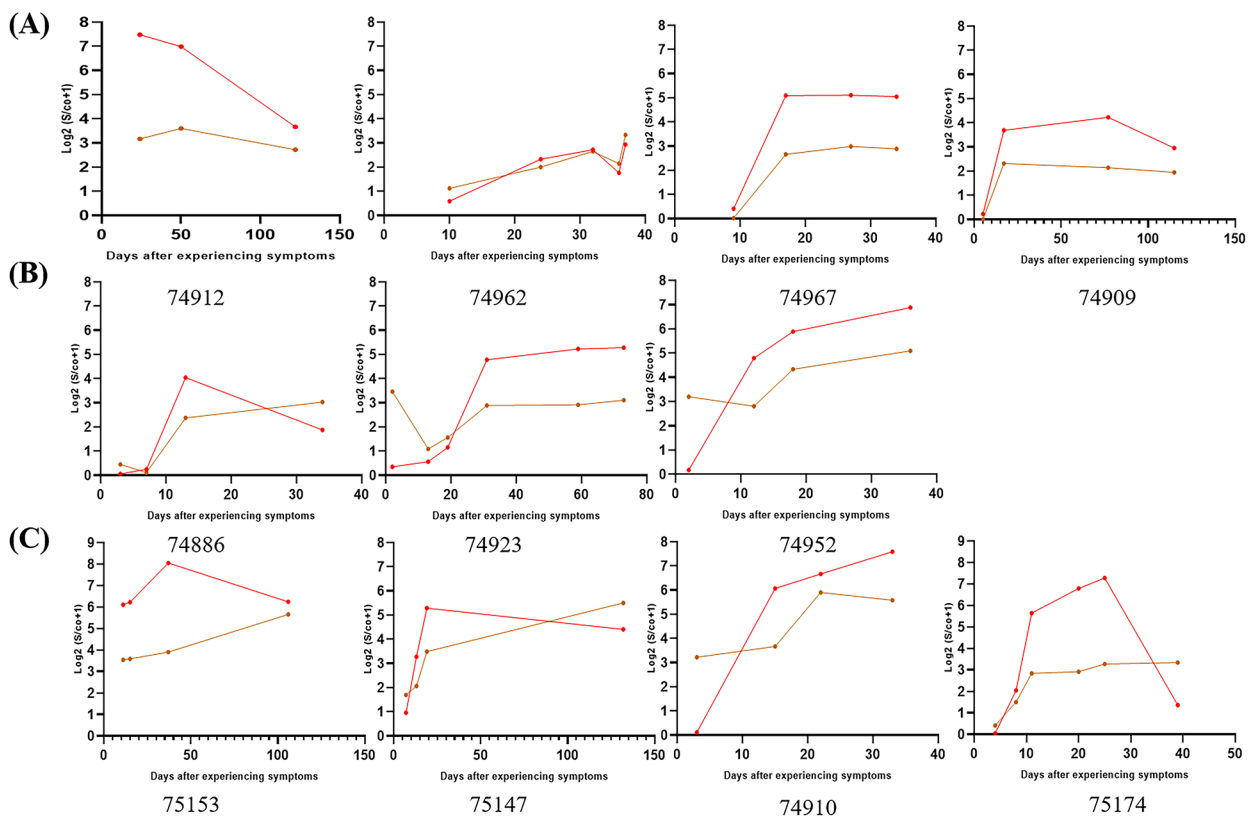 (A)
8
7
6
5
4
3
2
1
0
Log2 (S/co+1)
0 50 100 150
Days after experiencing symptoms
8
7
6
5
4
3
2
1
0
Log2 (S/co+1)
0 10 20 30 40
Days after experiencing symptoms
8
7
6
5
4
3
2
1
0
Log2 (S/co+1)
0 10 20 30 40
Days after experiencing symptoms
8
7
6
5
4
3
2
1
0
Log2 (S/co+1)
0 50 100 150
Days after experiencing symptoms
74912 74962 74967 74909
(B)
8
7
6
5
4
3
2
1
0
Log2 (S/co+1)
0 10 20 30 40
Days after experiencing symptoms
8
7
6
5
4
3
2
1
0
Log2 (S/co+1)
0 20 40 60 80
Days after experiencing symptoms
8
7
6
5
4
3
2
1
0
Log2 (S/co+1)
0 10 20 30 40
Days after experiencing symptoms
74886 74923 74952
(C)
9
8
7
6
5
4
3
2
1
0
Log2 (S/co+1)
0 50 100 150
Days after experiencing symptoms
8
7
6
5
4
3
2
1
0
Log2 (S/co+1)
0 50 100 150
Days after experiencing symptoms
8
7
6
5
4
3
2
1
0
Log2 (S/co+1)
0 10 20 30 40
Days after experiencing symptoms
9
8
7
6
5
4
3
2
1
0
Log2 (S/co+1)
0 10 20 30 40 50
Days after experiencing symptoms
75153 75147 74910 75174